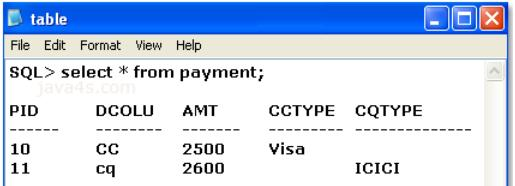 table
File Edit Format View Help
SQL> select * from payment;
java4s.com
PID DCOLU AMT CCTYPE CQTYPE
------ -------- ------- --------- --------------
10 CC 2500 Visa
11 cq 2600 ICICI